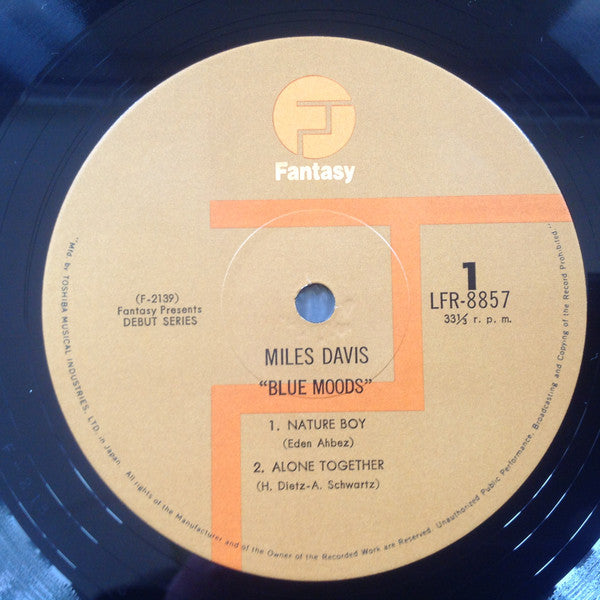 Fantasy
1
LFR-8857
33⅓ r. p. m.
(F-2139)
Fantasy Presents
DEBUT SERIES
MILES DAVIS
"BLUE MOODS"
1. NATURE BOY
(Eden Ahbez)
2. ALONE TOGETHER
(H. Dietz-A. Schwartz)
"Mfd. by TOSHIBA MUSICAL INDUSTRIES, LTD. in Japan. All rights of the Manufacturer and of the Owner of the Recorded Work are Reserved. Unauthorized Public Performance, Broadcasting and Copying of the Record Prohibited."